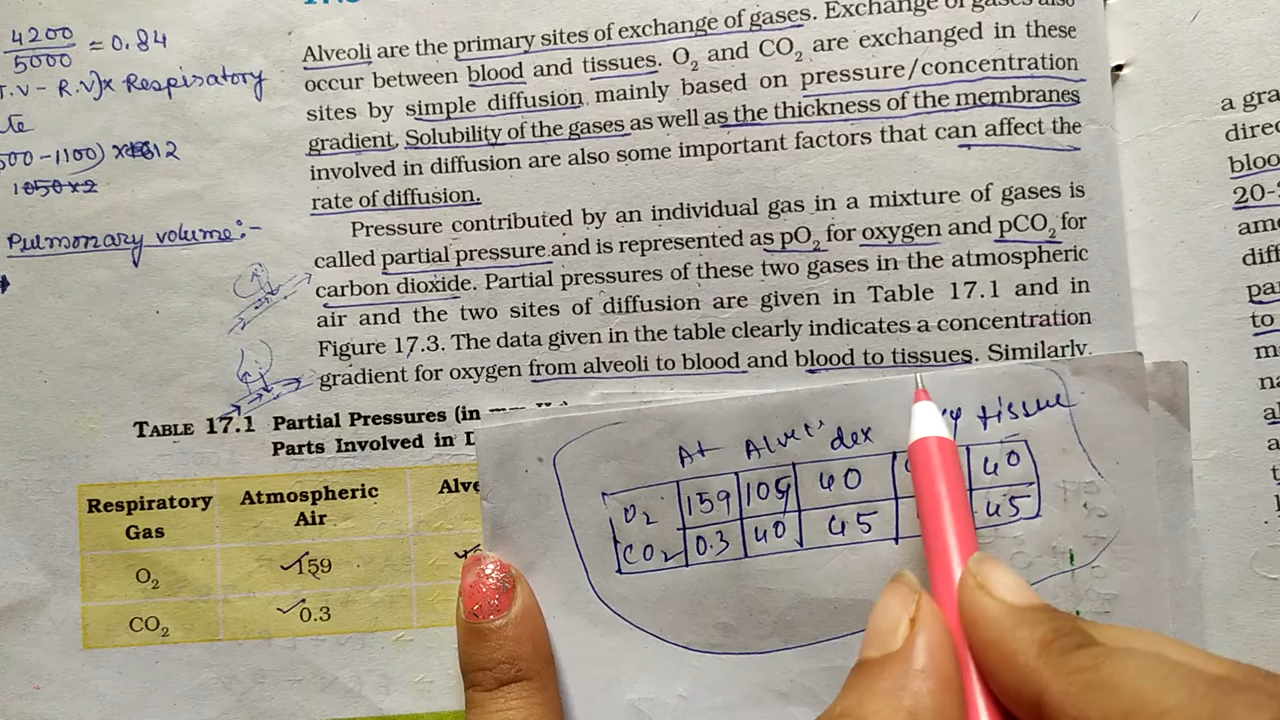 4200
5000
= 0.84
T.V - R.V) x Respiratory
500 - 1100) x 12
1050x2
Pulmonary volume:-
Alveoli are the primary sites of exchange of gases. Exchange of gases also
occur between blood and tissues. O₂ and CO₂ are exchanged in these
sites by simple diffusion mainly based on pressure/concentration
gradient. Solubility of the gases as well as the thickness of the membranes
involved in diffusion are also some important factors that can affect the
rate of diffusion.
Pressure contributed by an individual gas in a mixture of gases is
called partial pressure and is represented as pO₂ for oxygen and pCO₂ for
carbon dioxide. Partial pressures of these two gases in the atmospheric
air and the two sites of diffusion are given in Table 17.1 and in
Figure 17.3. The data given in the table clearly indicates a concentration
gradient for oxygen from alveoli to blood and blood to tissues. Similarly,
TABLE 17.1 Partial Pressures (in
Parts Involved in D
Respiratory Gas
Atmospheric Air
Alve
O₂ 159
CO₂ 0.3
At Alveo dex tissue
O₂ 159 104 40 40
CO₂ 0.3 40 45 45
a gra
direc
bloo
20-
amo
diff
par
to
m
na
al
a
t